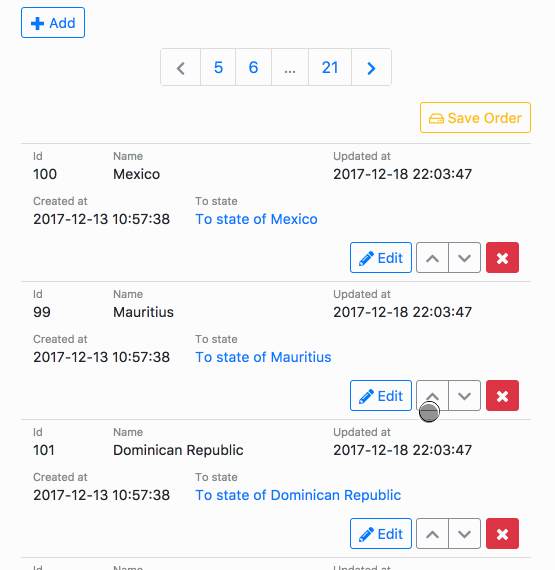 Add
5 6 ... 21
Save Order
Id Name Updated at
100 Mexico 2017-12-18 22:03:47
Created at To state
2017-12-13 10:57:38 To state of Mexico
Edit
Id Name Updated at
99 Mauritius 2017-12-18 22:03:47
Created at To state
2017-12-13 10:57:38 To state of Mauritius
Edit
Id Name Updated at
101 Dominican Republic 2017-12-18 22:03:47
Created at To state
2017-12-13 10:57:38 To state of Dominican Republic
Edit
Id Name Updated at